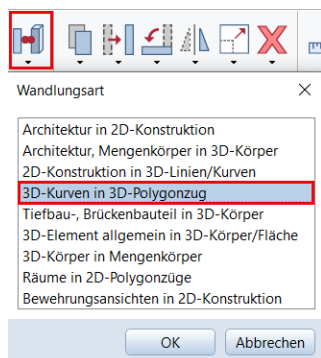 Wandlungsart
Architektur in 2D-Konstruktion
Architektur, Mengenkörper in 3D-Körper
2D-Konstruktion in 3D-Linien/Kurven
3D-Kurven in 3D-Polygonzug
Tiefbau-, Brückenbauteil in 3D-Körper
3D-Element allgemein in 3D-Körper/Fläche
3D-Körper in Mengenkörper
Räume in 2D-Polygonzüge
Bewehrungsansichten in 2D-Konstruktion
OK Abbrechen